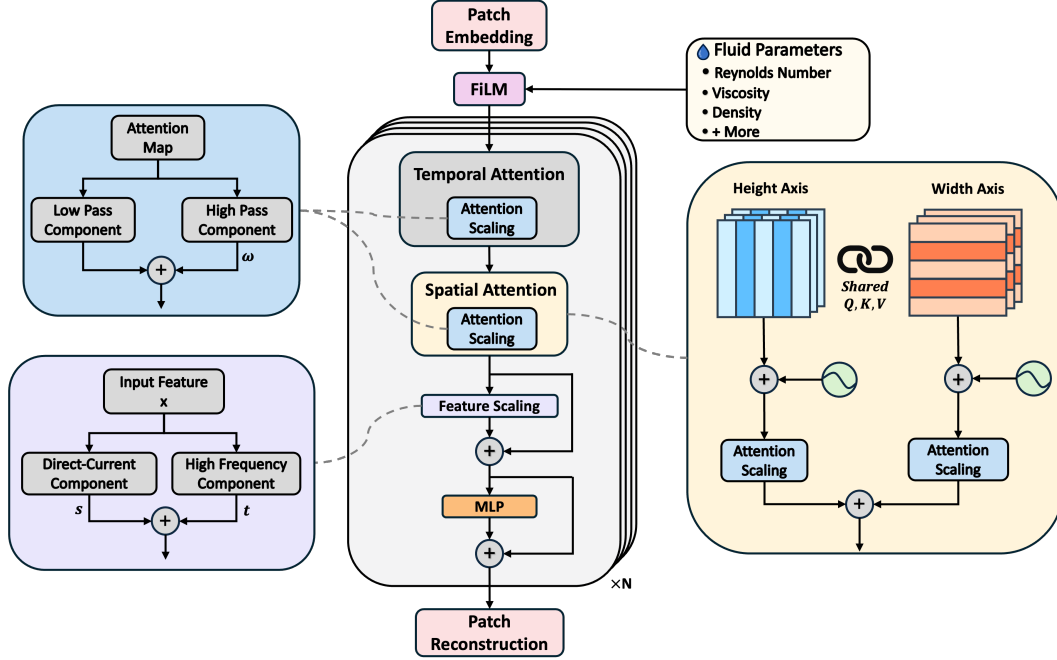 Patch
Embedding
FiLM
Fluid Parameters
• Reynolds Number
• Viscosity
• Density
• + More
Attention
Map
Low Pass
Component
High Pass
Component
ω
+
Temporal Attention
Attention
Scaling
Spatial Attention
Attention
Scaling
Feature Scaling
+
MLP
+
×N
Patch
Reconstruction
Input Feature
x
Direct-Current
Component
High Frequency
Component
s
t
+
Height Axis
Width Axis
Shared
Q, K, V
+
+
Attention
Scaling
Attention
Scaling
+